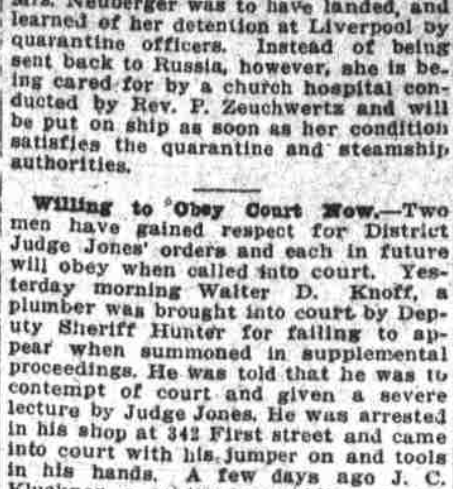 Mrs. Neuberger was to have landed, and
learned of her detention at Liverpool by
quarantine officers. Instead of being
sent back to Russia, however, she is be-
ing cared for by a church hospital con-
ducted by Rev. P. Zeuchwertz and will
be put on ship as soon as her condition
satisfies the quarantine and steamship
authorities.
Willing to Obey Court Now.—Two
men have gained respect for District
Judge Jones' orders and each in future
will obey when called into court. Yes-
terday morning Walter D. Knoff, a
plumber was brought into court by Dep-
uty Sheriff Hunter for failing to ap-
pear when summoned in supplemental
proceedings. He was told that he was in
contempt of court and given a severe
lecture by Judge Jones. He was arrested
in his shop at 342 First street and came
into court with his jumper on and tools
in his hands. A few days ago J. C.